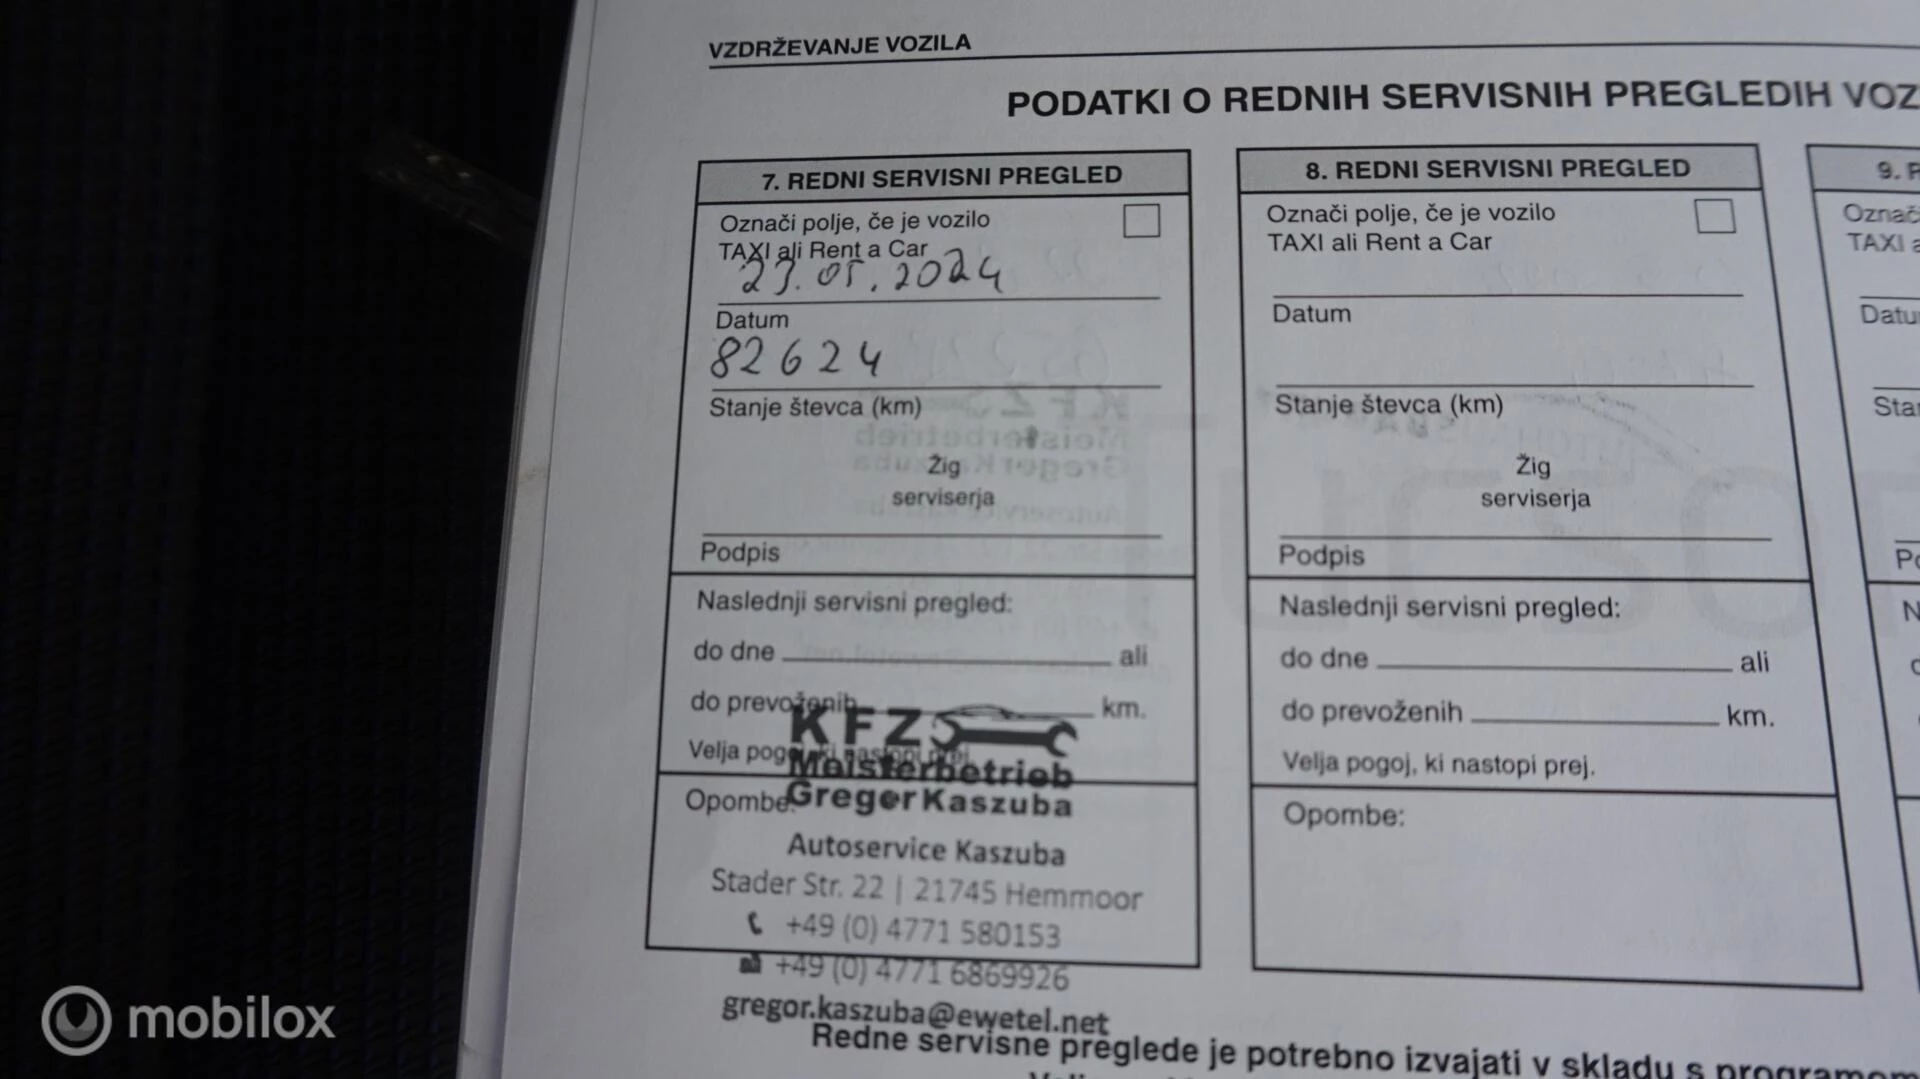 VZDRŽEVANJE VOZILA
PODATKI O REDNIH SERVISNIH PREGLEDIH VOZ
7. REDNI SERVISNI PREGLED
Označi polje, če je vozilo
TAXI ali Rent a Car
23.05.2024
Datum
82624
Stanje števca (km)
Žig
serviserja
Podpis
Naslednji servisni pregled:
do dne ali
do prevoženih km.
Velja pogoj, ki nastopi prej.
Opombe:
KFZ
Meisterbetrieb
Gregor Kaszuba
Autoservice Kaszuba
Stader Str. 22 | 21745 Hemmoor
+49 (0) 4771 580153
+49 (0) 4771 6869926
gregor.kaszuba@ewetel.net
8. REDNI SERVISNI PREGLED
Označi polje, če je vozilo
TAXI ali Rent a Car
Datum
Stanje števca (km)
Žig
serviserja
Podpis
Naslednji servisni pregled:
do dne ali
do prevoženih km.
Velja pogoj, ki nastopi prej.
Opombe:
9.
Označ
TAXI
Datu
Sta
Redne servisne preglede je potrebno izvajati v skladu s programom
mobilox